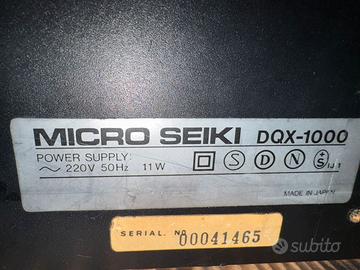 MICRO SEIKI DQX-1000
POWER SUPPLY:
~ 220V 50Hz 11W
S D N S
MADE IN JAPAN
SERIAL. NO 00041465
subito